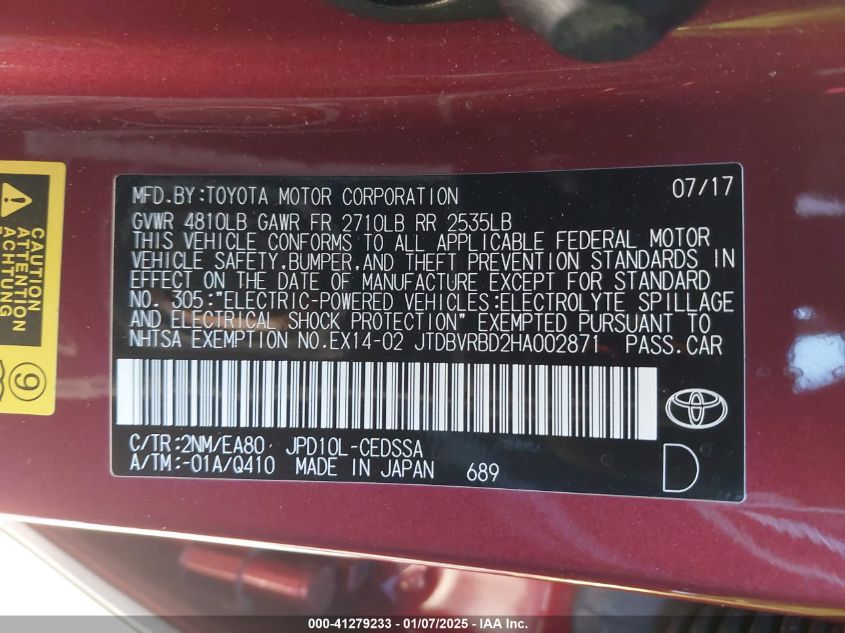 MFD.BY:TOYOTA MOTOR CORPORATION 07/17
GVWR 4810LB GAWR FR 2710LB RR 2535LB
THIS VEHICLE CONFORMS TO ALL APPLICABLE FEDERAL MOTOR
VEHICLE SAFETY,BUMPER,AND THEFT PREVENTION STANDARDS IN
EFFECT ON THE DATE OF MANUFACTURE EXCEPT FOR STANDARD
NO. 305:"ELECTRIC-POWERED VEHICLES:ELECTROLYTE SPILLAGE
AND ELECTRICAL SHOCK PROTECTION" EXEMPTED PURSUANT TO
NHTSA EXEMPTION NO.EX14-02 JTDBVRBD2HA002871 PASS.CAR
C/TR:2NM/EA80 JPD10L-CEDSSA
A/TM:-01A/Q410 MADE IN JAPAN 689
D
CAUTION
ATTENTION
ACHTUNG
9
000-41279233 - 01/07/2025 - IAA Inc.